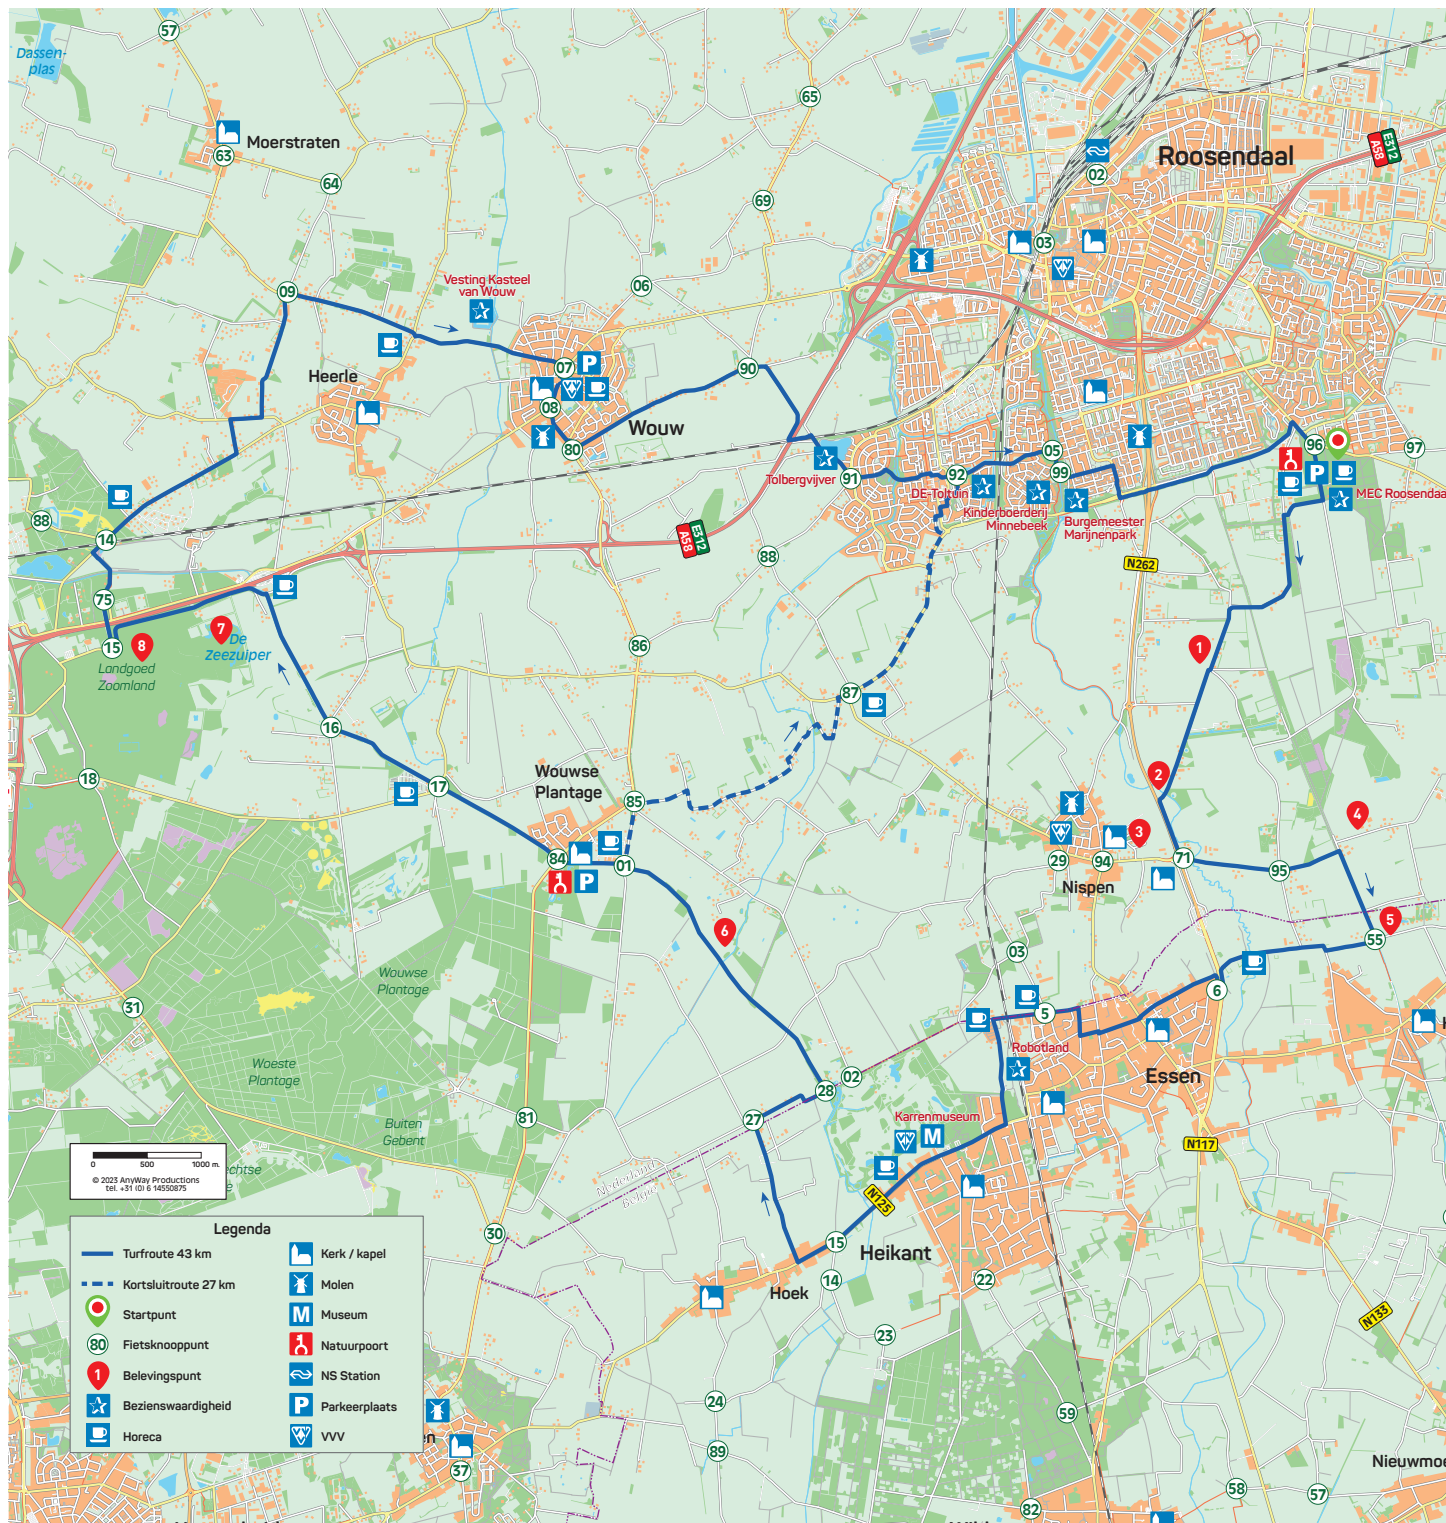 57
Dassen-
plas
65
Moerstraten
63
64
69
02
Roosendaal
A58
E312
03
06
09
Vesting Kasteel
van Wouw
07
P
Heerle
90
08
Wouw
80
96
97
05
92
99
91
Tolbergvijver
DE-Toltuin
Kinderboerderij
Minnebeek
Burgemeester
Marijnenpark
P
MEC Roosendaa
88
14
A58
E312
88
N262
75
15
8
7
De
Zeezuiper
Landgoed
Zoomland
86
1
87
16
18
17
Wouwse
Plantage
85
2
4
3
84
01
P
29
94
71
95
Nispen
6
5
55
03
Wouwse
Plantage
31
6
5
Robotland
Woeste
Plantage
02
28
Essen
27
81
Karrenmuseum
M
Buiten
Gebent
N117
0 500 1000 m.
© 2023 AnyWay Productions
tel. +31 (0) 6 14550875
echtse
e
Nederland
België
N125
30
15
Heikant
14
22
Hoek
23
N133
24
59
89
37
en
82
58
57
Nieuwmoe
Legenda
Turfroute 43 km
Kortsluitroute 27 km
Startpunt
80 Fietsknooppunt
1 Belevingspunt
Bezienswaardigheid
Horeca
Kerk / kapel
Molen
M Museum
Natuurpoort
NS Station
P Parkeerplaats
VVV